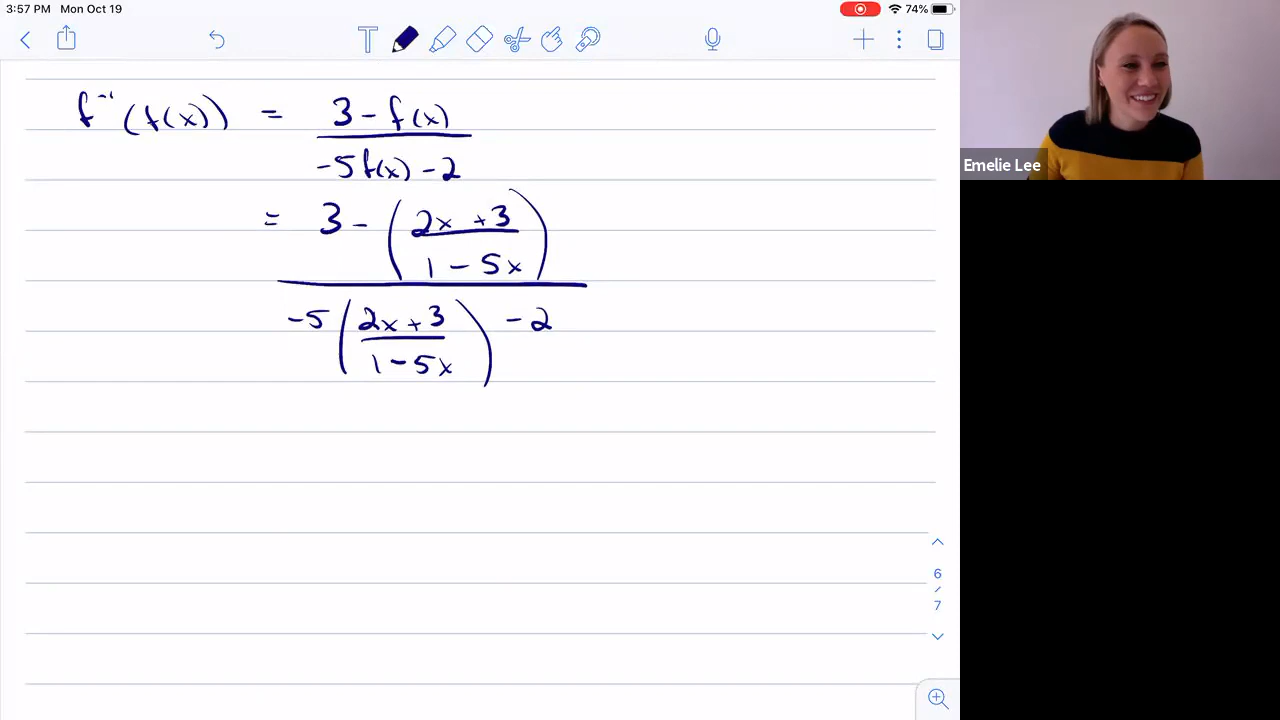 3:57 PM Mon Oct 19
74%
T
f⁻¹(f(x)) = 3 - f(x)
-5f(x) - 2
= 3 - (2x + 3
1 - 5x)
-5 (2x + 3
1 - 5x) - 2
Emelie Lee
6
/
7